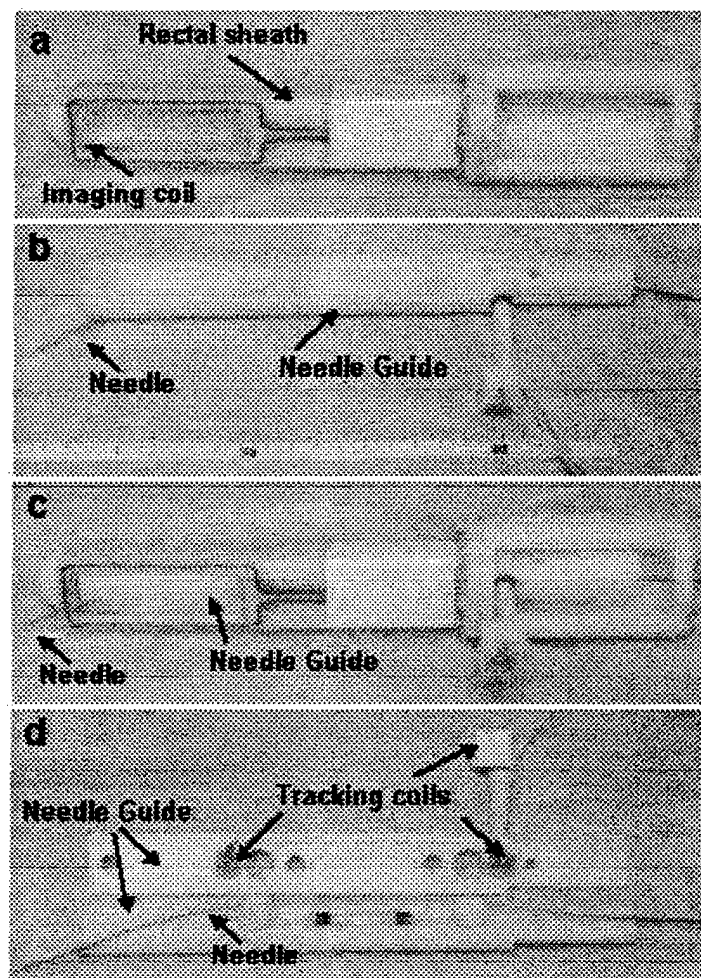 a
Rectal sheath
Imaging coil
b
Needle
Needle Guide
c
Needle
Needle Guide
d
Tracking coils
Needle Guide
Needle